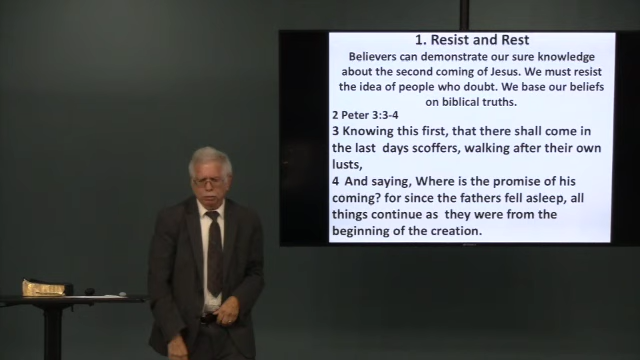 1. Resist and Rest
Believers can demonstrate our sure knowledge
about the second coming of Jesus. We must resist
the idea of people who doubt. We base our beliefs
on biblical truths.
2 Peter 3:3-4
3 Knowing this first, that there shall come in
the last days scoffers, walking after their own
lusts,
4 And saying, Where is the promise of his
coming? for since the fathers fell asleep, all
things continue as they were from the
beginning of the creation.